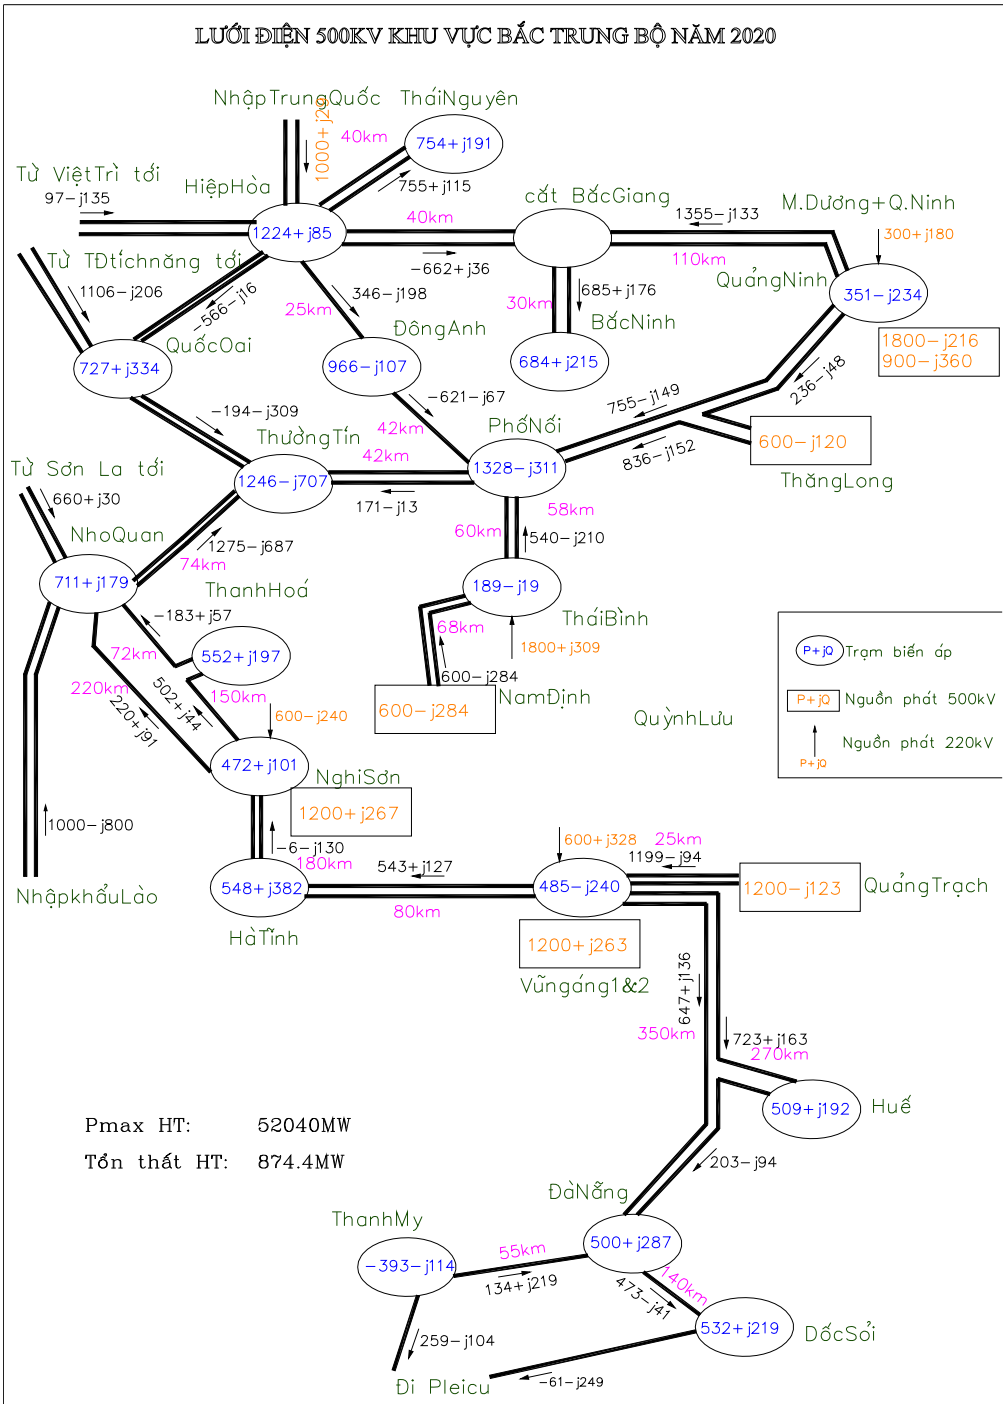 LƯỚI ĐIỆN 500KV KHU VỰC BẮC TRUNG BỘ NĂM 2020
NhậpTrungQuốc
TháiNguyên
1000+j29
40km
754+j191
755+j115
Từ ViệtTrì tới
97-j135
HiệpHòa
1224+j85
40km
-662+j36
cắt BắcGiang
1355-j133
M.Dương+Q.Ninh
300+j180
110km
QuảngNinh
351-j234
1800-j216
900-j360
Từ TĐtíchnăng tới
1106-j206
-566-j16
25km
346-j198
ĐôngAnh
30km
685+j176
BắcNinh
684+j215
QuốcOai
727+j334
966-j107
236-j48
755-j149
836-j152
600-j120
ThăngLong
-194-j309
-621-j67
42km
PhốNối
1328-j311
ThườngTín
42km
1246-j707
171-j13
58km
60km
540-j210
Từ Sơn La tới
660+j30
NhoQuan
711+j179
1275-j687
74km
ThanhHoá
-183+j57
552+j197
72km
150km
220km
502+j44
220+j91
189-j19
TháiBình
68km
1800+j309
600-j284
NamĐịnh
600-j284
QuỳnhLưu
P+jQ
Trạm biến áp
P+jQ
Nguồn phát 500kV
P+jQ
Nguồn phát 220kV
600-j240
472+j101
NghiSơn
1200+j267
1000-j800
NhậpkhẩuLào
-6-j130
180km
548+j382
HàTĩnh
543+j127
80km
600+j328
485-j240
25km
1199-j94
1200-j123
QuảngTrạch
1200+j263
Vũngáng1&2
647+j136
350km
723+j163
270km
509+j192
Huế
203-j94
Pmax HT: 52040MW
Tổn thất HT: 874.4MW
ĐàNẵng
500+j287
ThanhMy
-393-j114
55km
134+j219
140km
473-j41
532+j219
DốcSỏi
259-j104
-61-j249
Đi Pleicu